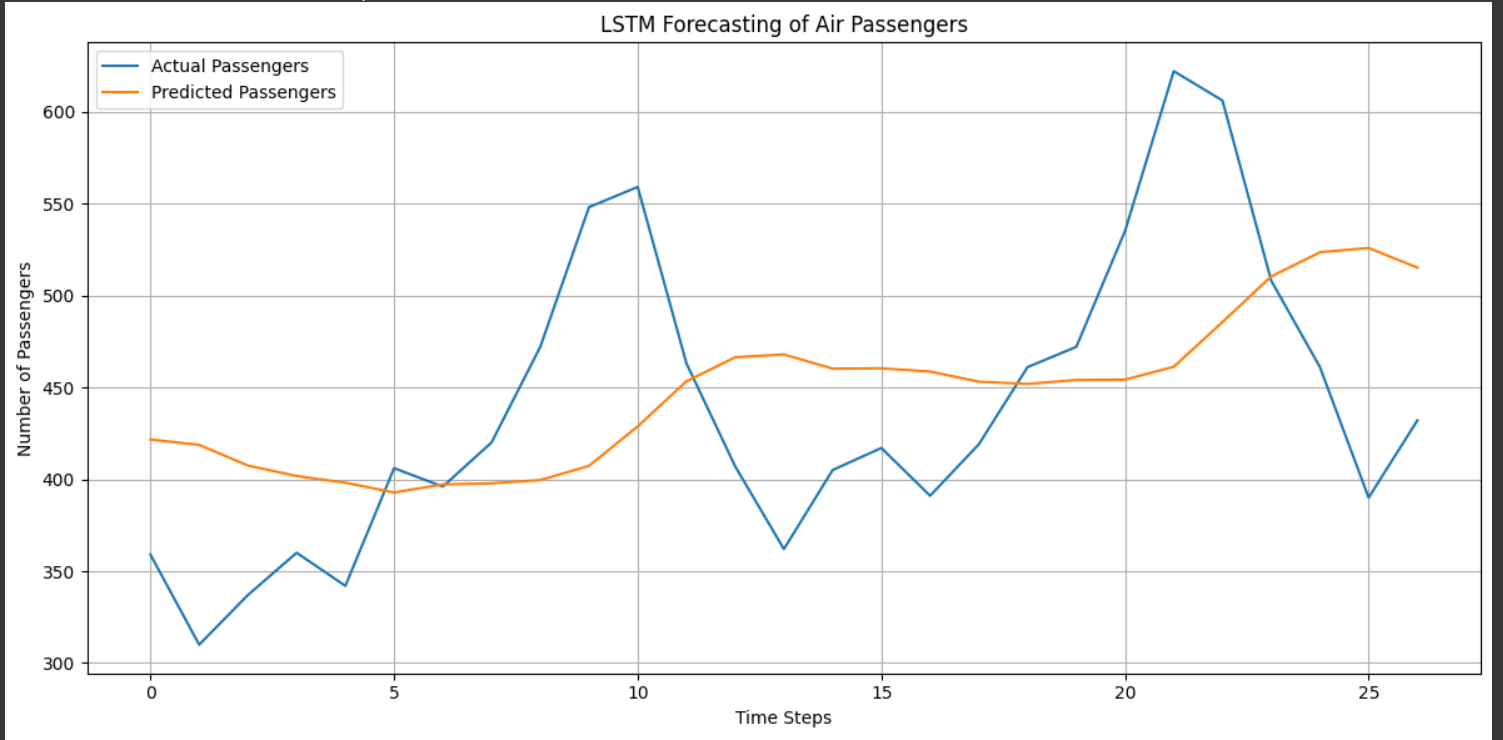 LSTM Forecasting of Air Passengers
Actual Passengers
Predicted Passengers
Number of Passengers
600
550
500
450
400
350
300
0 5 10 15 20 25
Time Steps